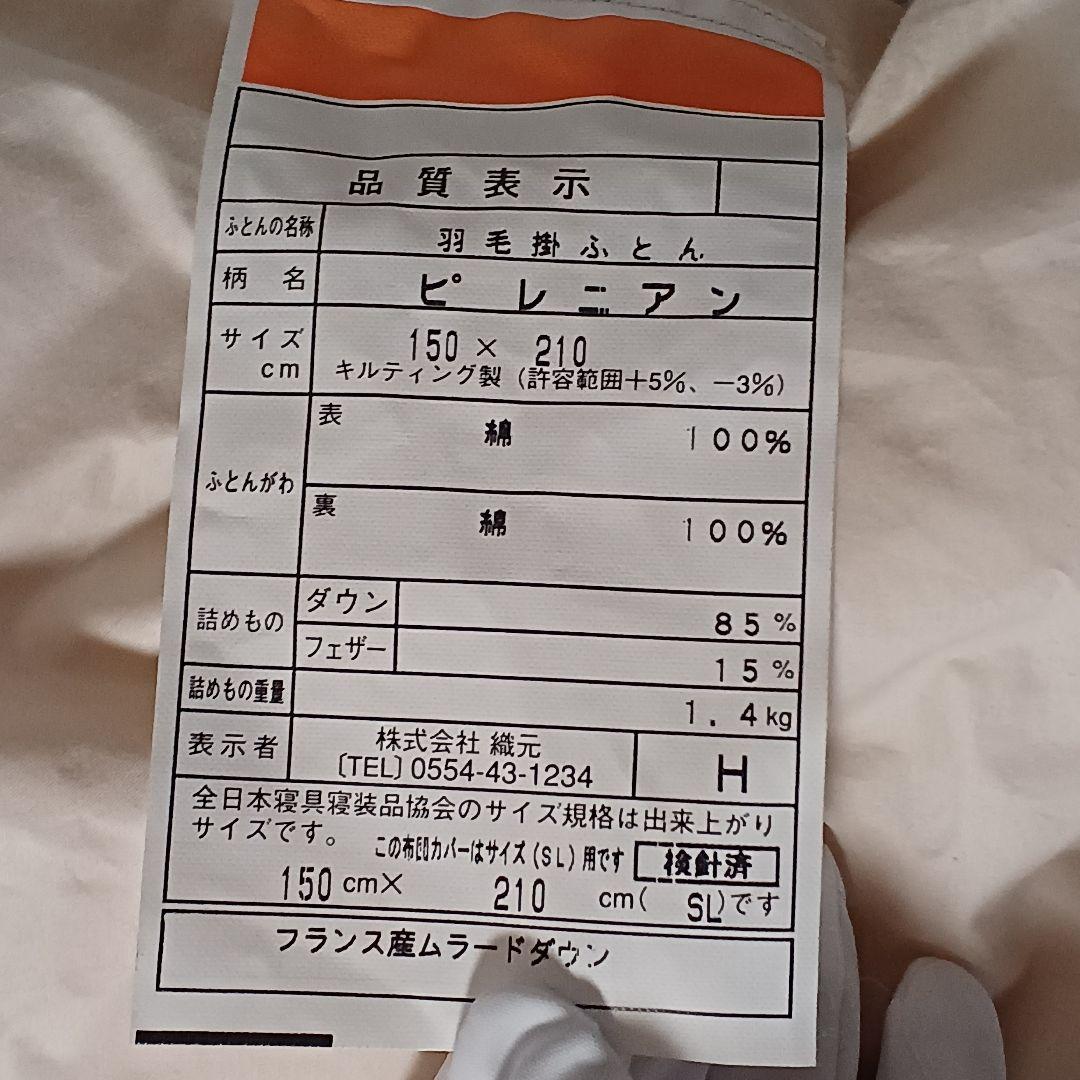 品質表示
ふとんの名称 羽毛掛ふとん
柄名 ピレニアン
サイズ cm 150 × 210
キルティング製(許容範囲+5%、-3%)
ふとんがわ 表 綿 100%
裏 綿 100%
詰めもの ダウン 85%
フェザー 15%
詰めもの重量 1.4kg
表示者 株式会社 織元
〔TEL〕0554-43-1234
H
全日本寝具寝装品協会のサイズ規格は出来上がり
サイズです。
この布団カバーはサイズ(SL)用です 検針済
150cm× 210cm(SL)です
フランス産ムラードダウン